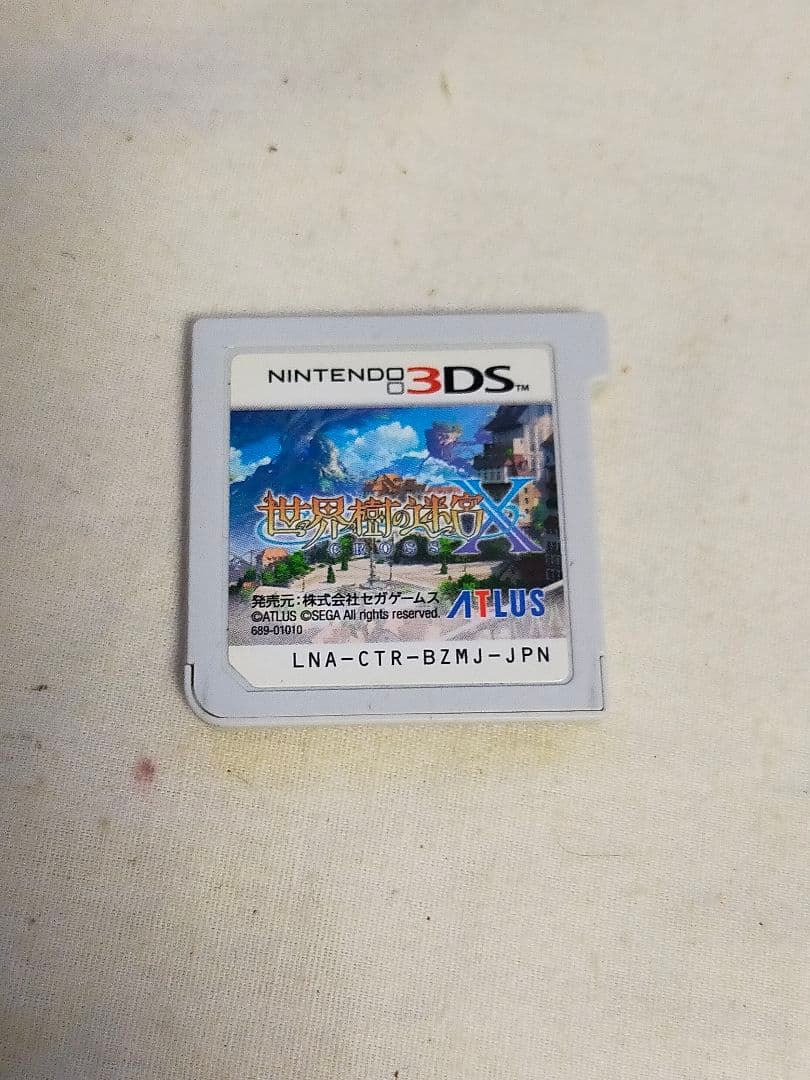 NINTENDO 3DS™
世界樹の迷宮X
CROSS
発売元:株式会社セガゲームス
©ATLUS ©SEGA All rights reserved.
689-01010
ATLUS
LNA-CTR-BZMJ-JPN